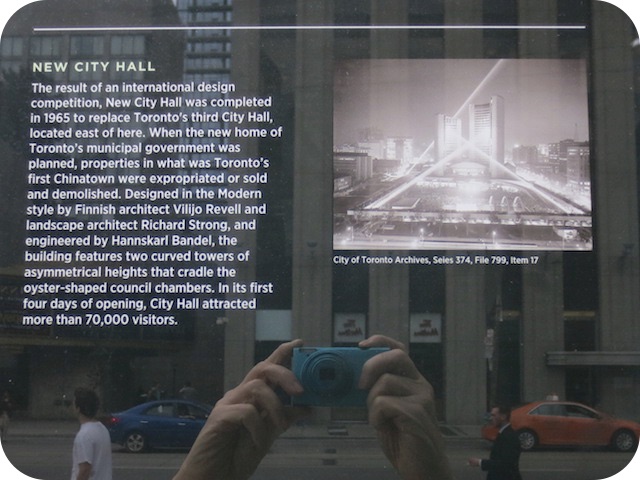 NEW CITY HALL
The result of an international design
competition, New City Hall was completed
in 1965 to replace Toronto's third City Hall,
located east of here. When the new home of
Toronto's municipal government was
planned, properties in what was Toronto's
first Chinatown were expropriated or sold
and demolished. Designed in the Modern
style by Finnish architect Vilijo Revell and
landscape architect Richard Strong, and
engineered by Hannskarl Bandel, the
building features two curved towers of
asymmetrical heights that cradle the
oyster-shaped council chambers. In its first
four days of opening, City Hall attracted
more than 70,000 visitors.
City of Toronto Archives, Seies 374, File 799, Item 17